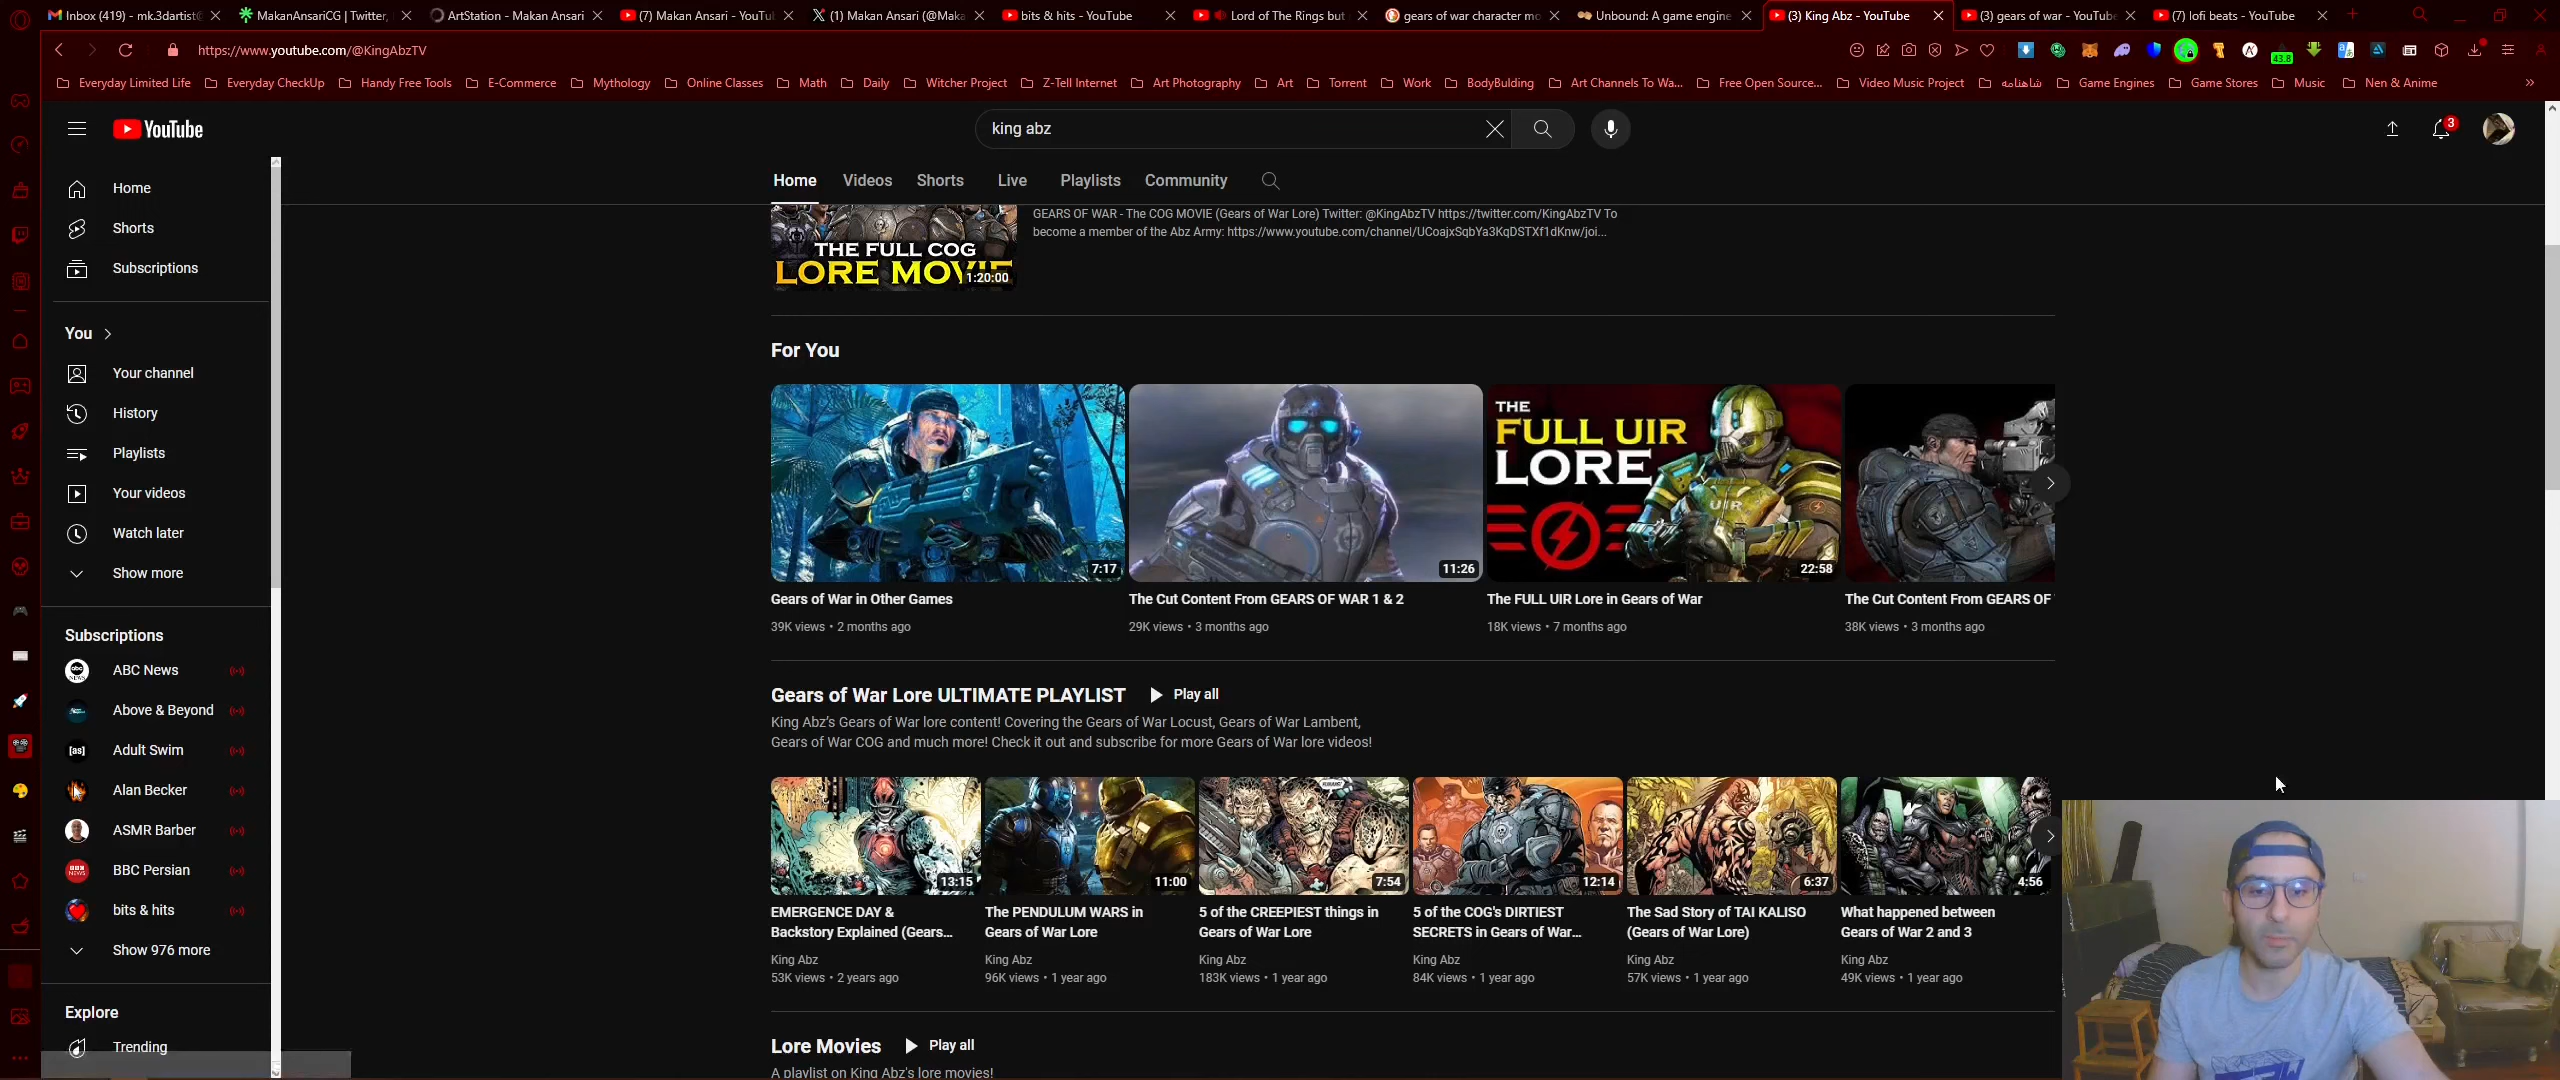 Inbox (419) - mk.3dartist@
MakanAnsariCG | Twitter,
ArtStation - Makan Ansari
(7) Makan Ansari - YouTu
(1) Makan Ansari (@Maka
bits & hits - YouTube
Lord of The Rings but
gears of war character mo
Unbound: A game engine
(3) King Abz - YouTube
(3) gears of war - YouTube
(7) lofi beats - YouTube
https://www.youtube.com/@KingAbzTV
43.8
Everyday Limited Life
Everyday CheckUp
Handy Free Tools
E-Commerce
Mythology
Online Classes
Math
Daily
Witcher Project
Z-Tell Internet
Art Photography
Art
Torrent
Work
BodyBulding
Art Channels To Wa...
Free Open Source...
Video Music Project
شاهنامه
Game Engines
Game Stores
Music
Nen & Anime
YouTube
king abz
3
Home
Shorts
Subscriptions
You
Your channel
History
Playlists
Your videos
Watch later
Show more
Subscriptions
ABC News
Above & Beyond
Adult Swim
Alan Becker
ASMR Barber
BBC Persian
bits & hits
Show 976 more
Explore
Trending
Home Videos Shorts Live Playlists Community
THE FULL COG
LORE MOVIE
1:20:00
GEARS OF WAR - The COG MOVIE (Gears of War Lore) Twitter: @KingAbzTV https://twitter.com/KingAbzTV To
become a member of the Abz Army: https://www.youtube.com/channel/UCoajxSqbYa3KqDSTXf1dKnw/joi...
For You
7:17
Gears of War in Other Games
39K views • 2 months ago
11:26
The Cut Content From GEARS OF WAR 1 & 2
29K views • 3 months ago
THE
FULL UIR
LORE
UIR
22:58
The FULL UIR Lore in Gears of War
18K views • 7 months ago
The Cut Content From GEARS OF
38K views • 3 months ago
Gears of War Lore ULTIMATE PLAYLIST
Play all
King Abz's Gears of War lore content! Covering the Gears of War Locust, Gears of War Lambent,
Gears of War COG and much more! Check it out and subscribe for more Gears of War lore videos!
13:15
EMERGENCE DAY &
Backstory Explained (Gears...
King Abz
53K views • 2 years ago
11:00
The PENDULUM WARS in
Gears of War Lore
King Abz
96K views • 1 year ago
7:54
5 of the CREEPIEST things in
Gears of War Lore
King Abz
183K views • 1 year ago
12:14
5 of the COG's DIRTIEST
SECRETS in Gears of War...
King Abz
84K views • 1 year ago
6:37
The Sad Story of TAI KALISO
(Gears of War Lore)
King Abz
57K views • 1 year ago
4:56
What happened between
Gears of War 2 and 3
King Abz
49K views • 1 year ago
Lore Movies
Play all
A playlist on King Abz's lore movies!